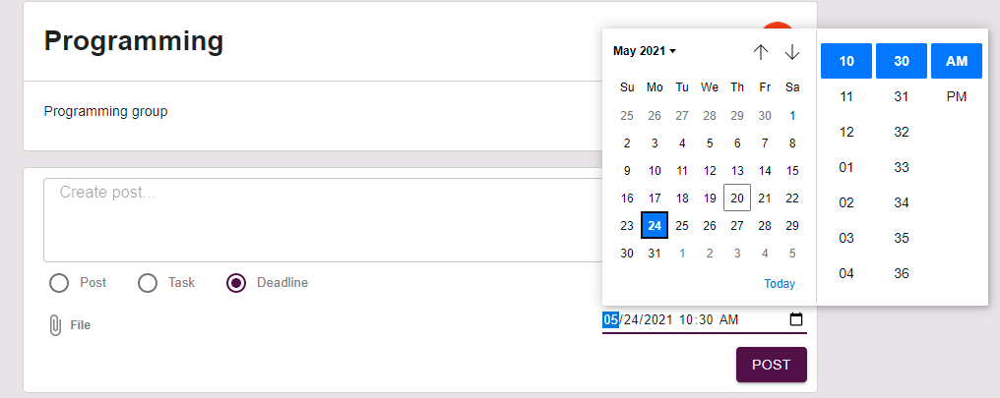 Programming
Programming group
Create post...
Post Task Deadline
File
05/24/2021 10:30 AM
POST
May 2021
Su Mo Tu We Th Fr Sa
25 26 27 28 29 30 1
2 3 4 5 6 7 8
9 10 11 12 13 14 15
16 17 18 19 20 21 22
23 24 25 26 27 28 29
30 31 1 2 3 4 5
Today
10 30 AM
11 31 PM
12 32
01 33
02 34
03 35
04 36